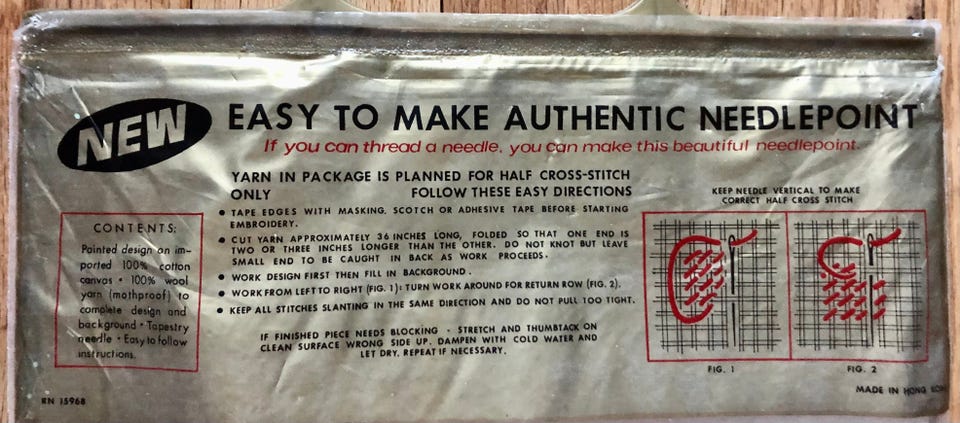 NEW
EASY TO MAKE AUTHENTIC NEEDLEPOINT
If you can thread a needle, you can make this beautiful needlepoint.
YARN IN PACKAGE IS PLANNED FOR HALF CROSS-STITCH
ONLY FOLLOW THESE EASY DIRECTIONS
• TAPE EDGES WITH MASKING, SCOTCH OR ADHESIVE TAPE BEFORE STARTING
EMBROIDERY.
• CUT YARN APPROXIMATELY 36 INCHES LONG, FOLDED SO THAT ONE END IS
TWO OR THREE INCHES LONGER THAN THE OTHER. DO NOT KNOT BUT LEAVE
SMALL END TO BE CAUGHT IN BACK AS WORK PROCEEDS.
• WORK DESIGN FIRST THEN FILL IN BACKGROUND.
• WORK FROM LEFT TO RIGHT (FIG. 1): TURN WORK AROUND FOR RETURN ROW (FIG. 2).
• KEEP ALL STITCHES SLANTING IN THE SAME DIRECTION AND DO NOT PULL TOO TIGHT.
IF FINISHED PIECE NEEDS BLOCKING - STRETCH AND THUMBTACK ON
CLEAN SURFACE WRONG SIDE UP. DAMPEN WITH COLD WATER AND
LET DRY. REPEAT IF NECESSARY.
CONTENTS:
Painted design on im-
ported 100% cotton
canvas • 100% wool
yarn (mothproof) to
complete design and
background • Tapestry
needle • Easy to follow
instructions.
KEEP NEEDLE VERTICAL TO MAKE
CORRECT HALF CROSS STITCH
FIG. 1
FIG. 2
RN 15968
MADE IN HONG